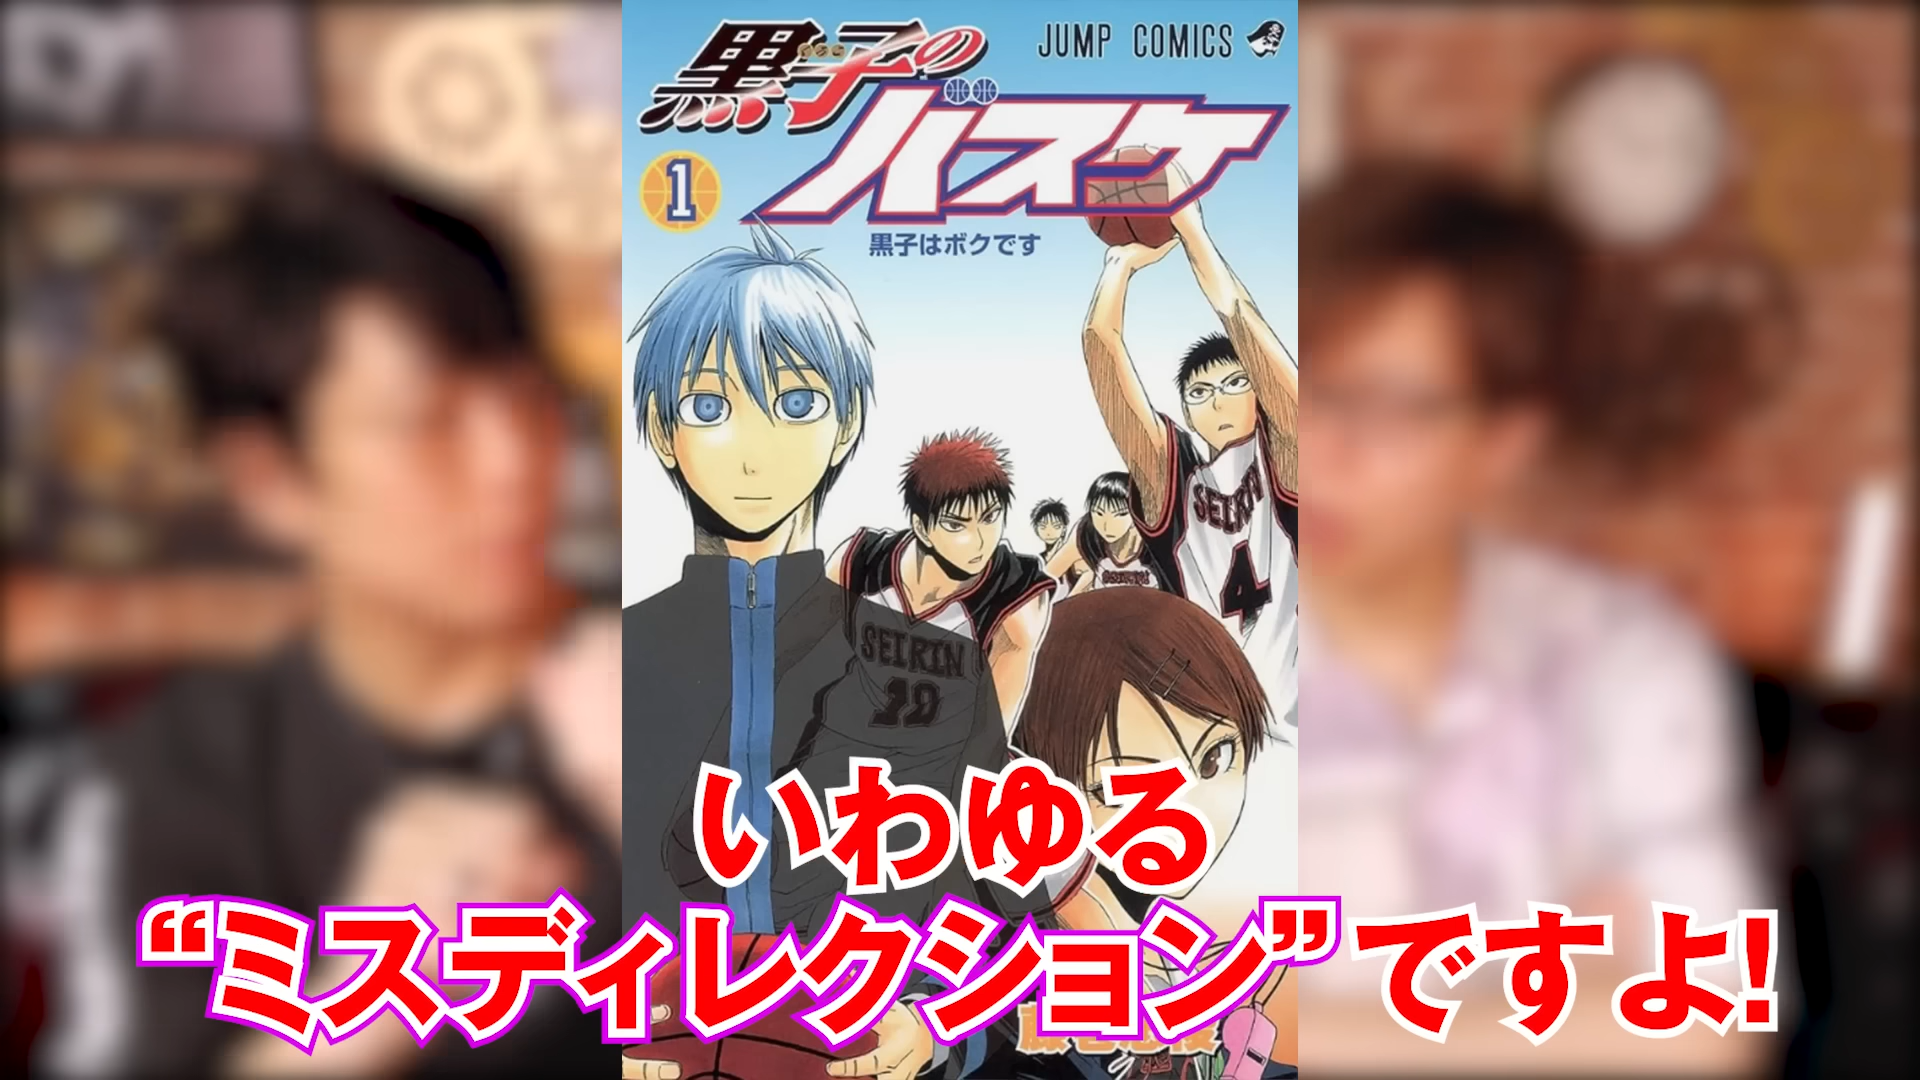 JUMP COMICS
黒子の
バスケ
1
黒子はボクです
SEIRIN
4
SEIRIN
10
いわゆる
“ミスディレクション”ですよ!